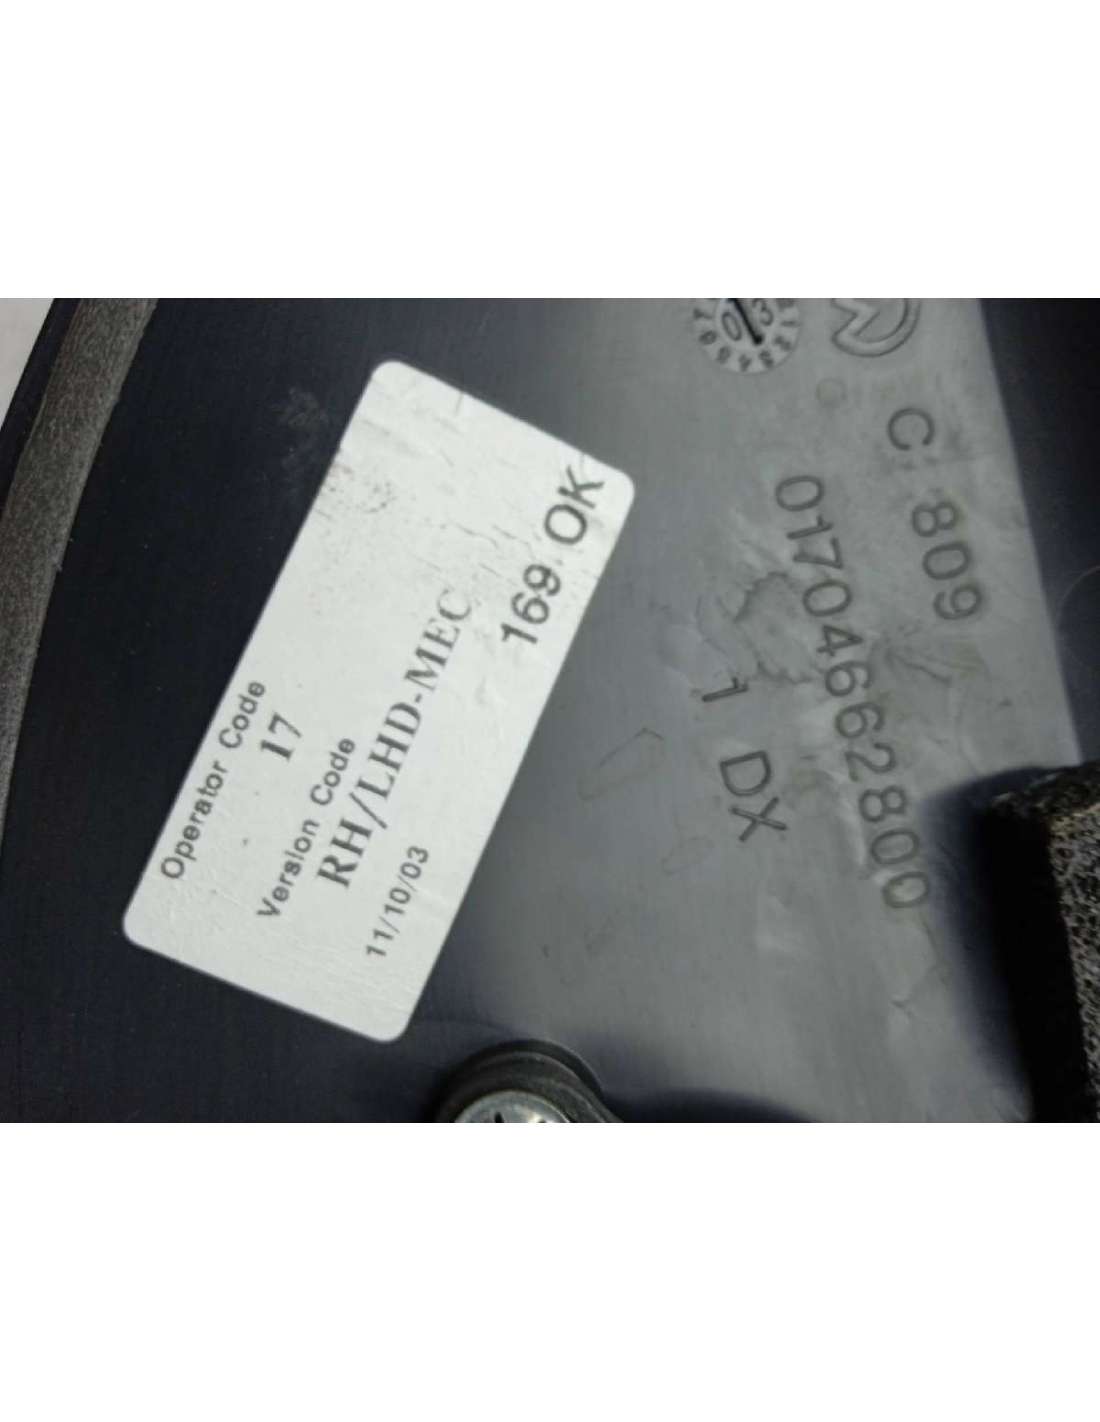 Operator Code
17
Version Code
RH/LHD-MEC
11/10/03
169 OK
C 809
01704662800
1 DX